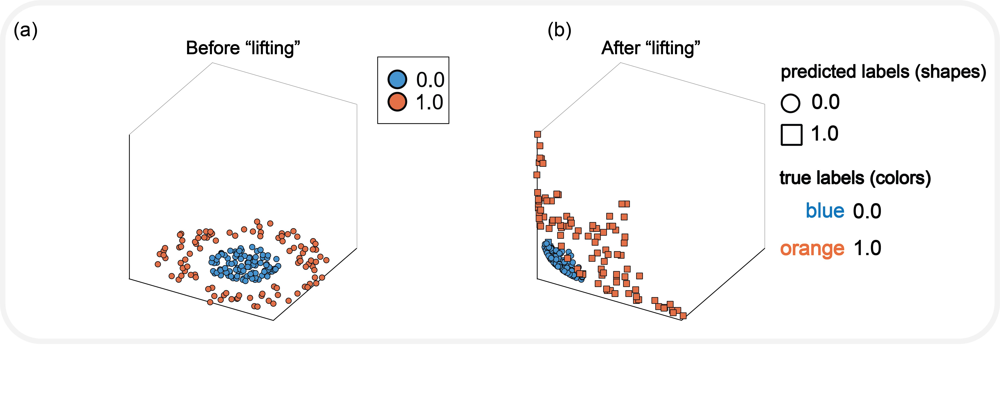 (a)
Before “lifting”
0.0
1.0
(b)
After “lifting”
predicted labels (shapes)
0.0
1.0
true labels (colors)
blue 0.0
orange 1.0